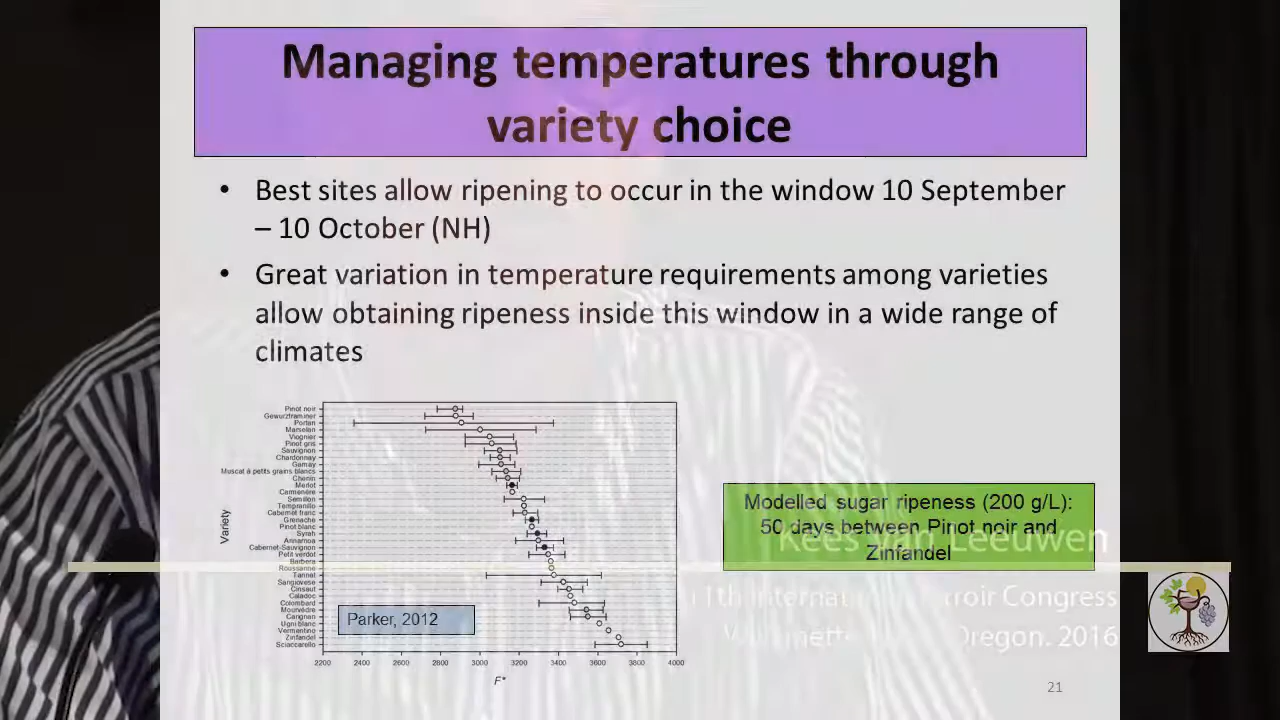 Managing temperatures through
variety choice
• Best sites allow ripening to occur in the window 10 September
– 10 October (NH)
• Great variation in temperature requirements among varieties
allow obtaining ripeness inside this window in a wide range of
climates
Variety
Pinot noir
Gewurztraminer
Portan
Marselan
Viognier
Pinot gris
Sauvignon
Chardonnay
Gamay
Muscat à petits grains blancs
Chenin
Merlot
Carmenère
Semillon
Tempranillo
Cabernet franc
Grenache
Pinot blanc
Syrah
Arinarnoa
Cabernet-Sauvignon
Petit verdot
Barbera
Roussanne
Tannat
Sangiovese
Cinsaut
Caladoc
Colombard
Mourvèdre
Carignan
Ugni blanc
Vermentino
Zinfandel
Sciaccarello
Parker, 2012
2200 2400 2600 2800 3000 3200 3400 3600 3800 4000
F*
Modelled sugar ripeness (200 g/L):
50 days between Pinot noir and
Zinfandel
Kees van Leeuwen
Congress
Oregon. 2016
21